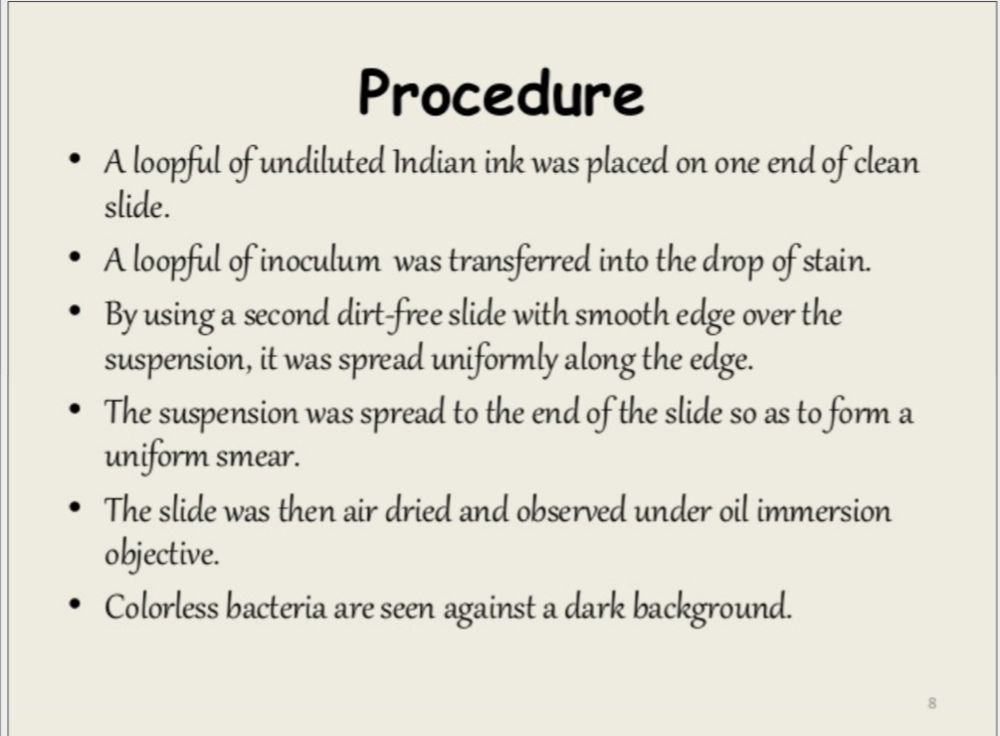 Procedure
• A loopful of undiluted Indian ink was placed on one end of clean
slide.
• A loopful of inoculum was transferred into the drop of stain.
• By using a second dirt-free slide with smooth edge over the
suspension, it was spread uniformly along the edge.
• The suspension was spread to the end of the slide so as to form a
uniform smear.
• The slide was then air dried and observed under oil immersion
objective.
• Colorless bacteria are seen against a dark background.
8